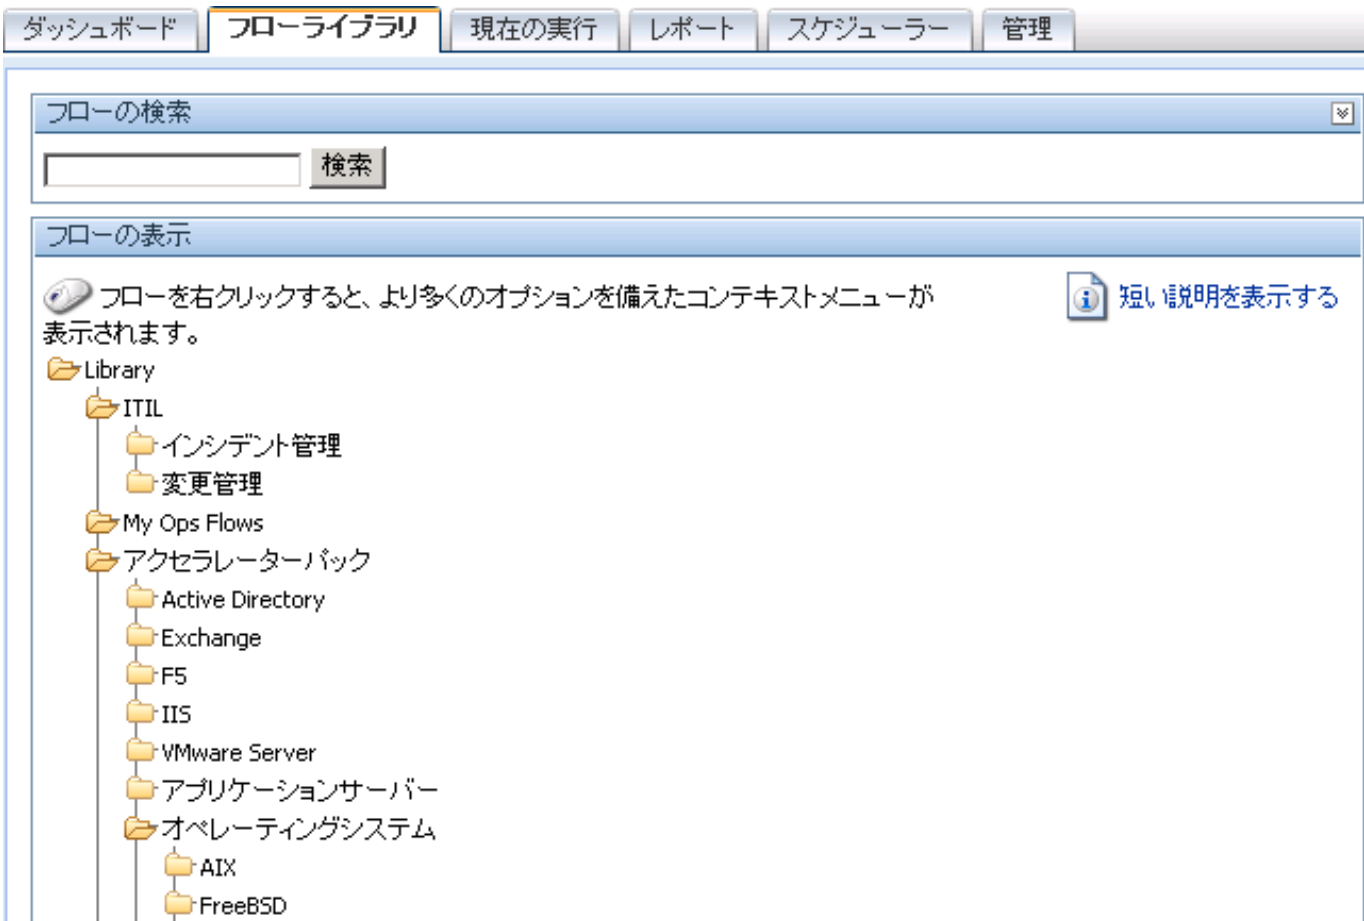 ダッシュボード フローライブラリ 現在の実行 レポート スケジューラー 管理
フローの検索
検索
フローの表示
フローを右クリックすると、より多くのオプションを備えたコンテキストメニューが
表示されます。
短い説明を表示する
Library
ITIL
インシデント管理
変更管理
My Ops Flows
アクセラレーターパック
Active Directory
Exchange
F5
IIS
VMware Server
アプリケーションサーバー
オペレーティングシステム
AIX
FreeBSD